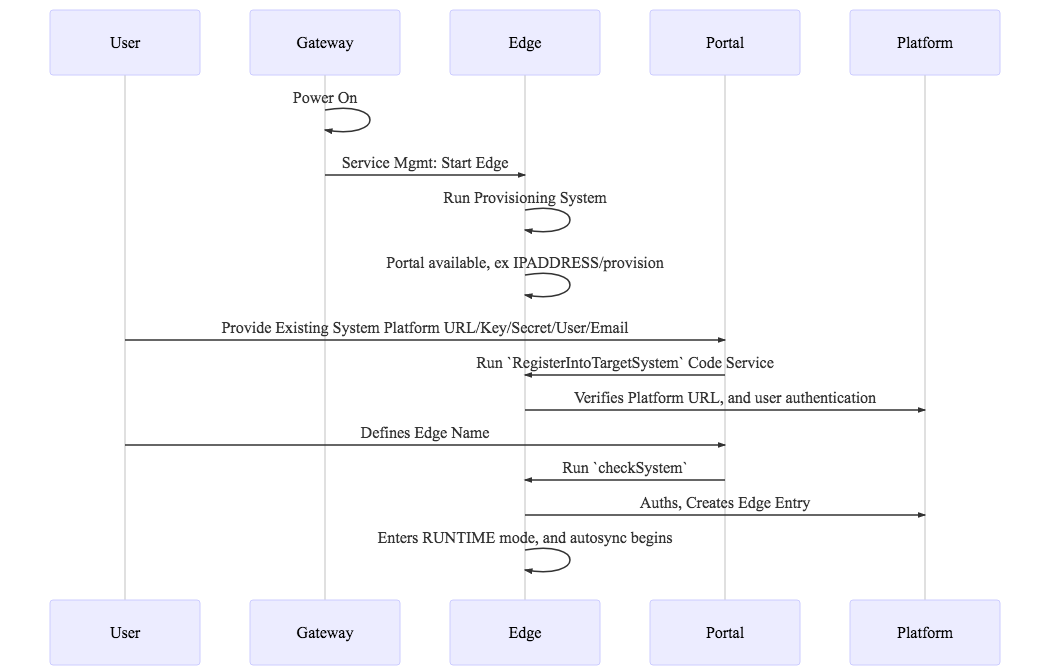 User
Gateway
Edge
Portal
Platform
Power On
Service Mgmt: Start Edge
Run Provisioning System
Portal available, ex IPADDRESS/provision
Provide Existing System Platform URL/Key/Secret/User/Email
Run `RegisterIntoTargetSystem` Code Service
Verifies Platform URL, and user authentication
Defines Edge Name
Run `checkSystem`
Auths, Creates Edge Entry
Enters RUNTIME mode, and autosync begins
User
Gateway
Edge
Portal
Platform